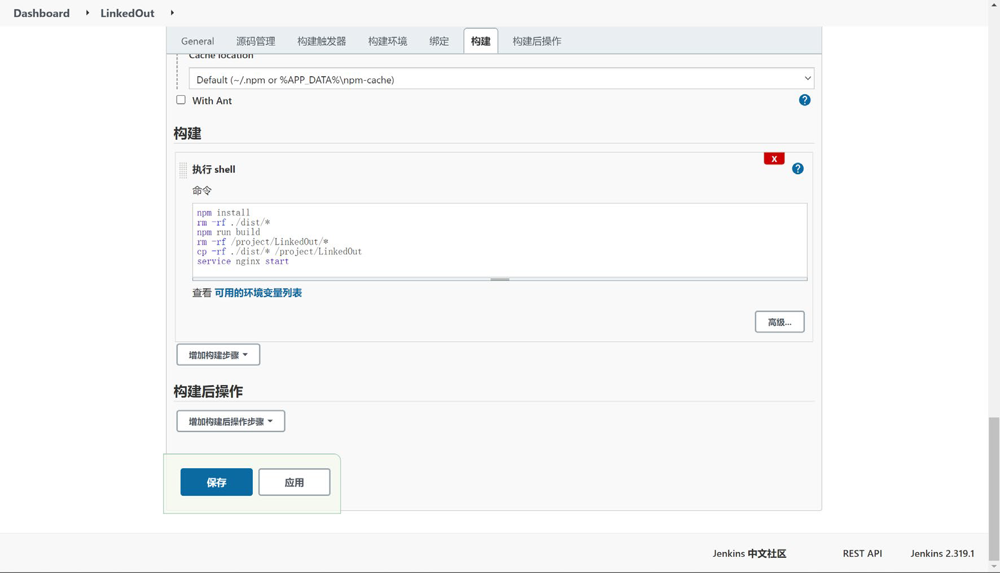 Dashboard LinkedOut
General 源码管理 构建触发器 构建环境 绑定 构建 构建后操作
Cache location
Default (~/.npm or %APP_DATA%\npm-cache)
With Ant ?
构建
X
执行 shell ?
命令
npm install
rm -rf ./dist/*
npm run build
rm -rf /project/LinkedOut/*
cp -rf ./dist/* /project/LinkedOut
service nginx start
查看 可用的环境变量列表
高级...
增加构建步骤
构建后操作
增加构建后操作步骤
保存 应用
Jenkins 中文社区 REST API Jenkins 2.319.1